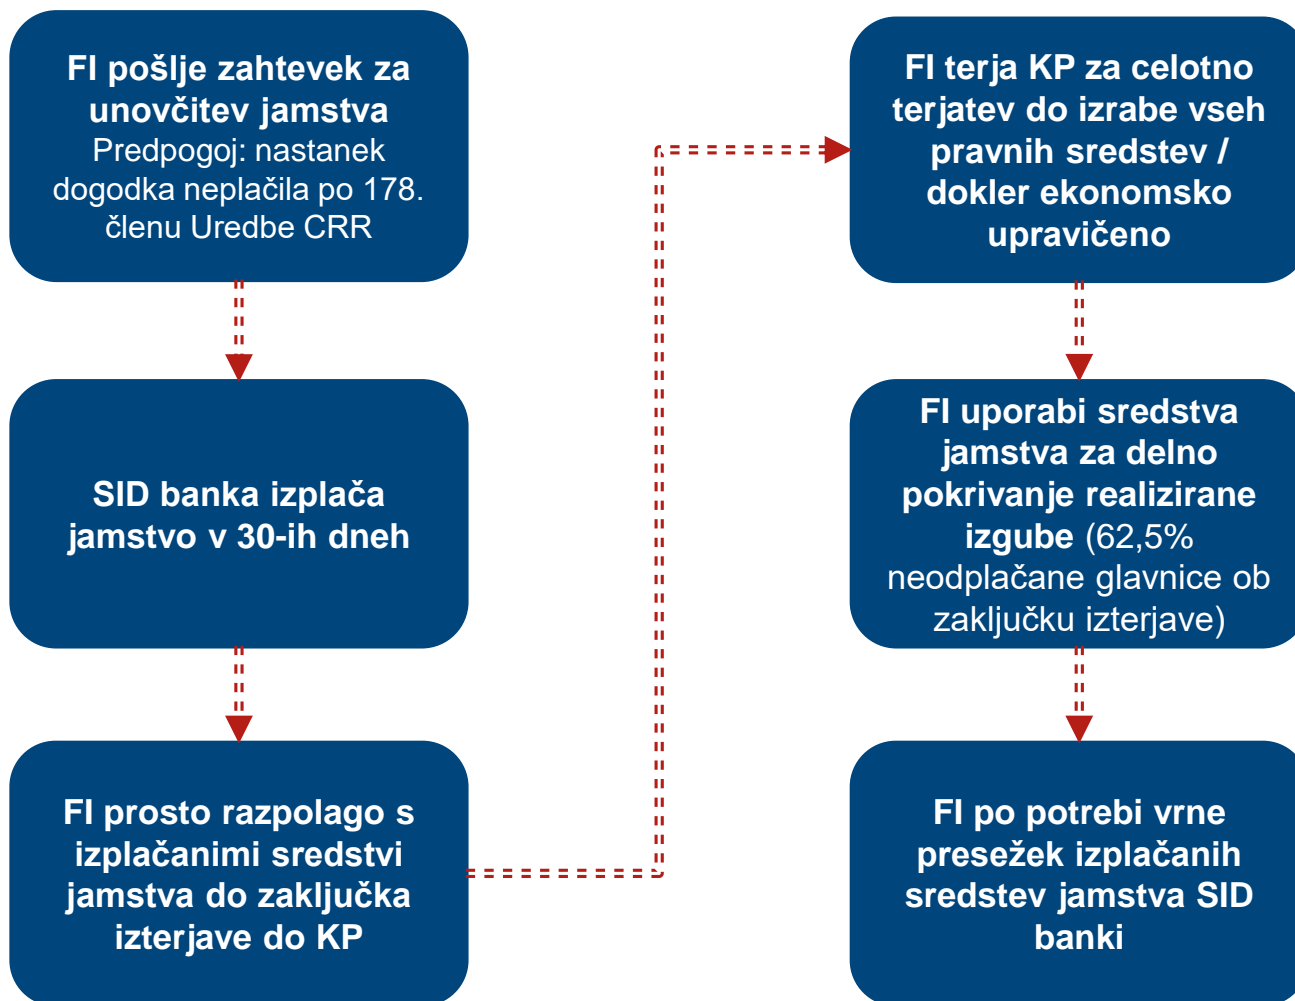 FI pošlje zahtevek za
unovčitev jamstva
Predpogoj: nastanek
dogodka neplačila po 178.
členu Uredbe CRR
SID banka izplača
jamstvo v 30-ih dneh
FI prosto razpolago s
izplačanimi sredstvi
jamstva do zaključka
izterjave do KP
FI terja KP za celotno
terjatev do izrabe vseh
pravnih sredstev /
dokler ekonomsko
upravičeno
FI uporabi sredstva
jamstva za delno
pokrivanje realizirane
izgube (62,5%
neodplačane glavnice ob
zaključku izterjave)
FI po potrebi vrne
presežek izplačanih
sredstev jamstva SID
banki